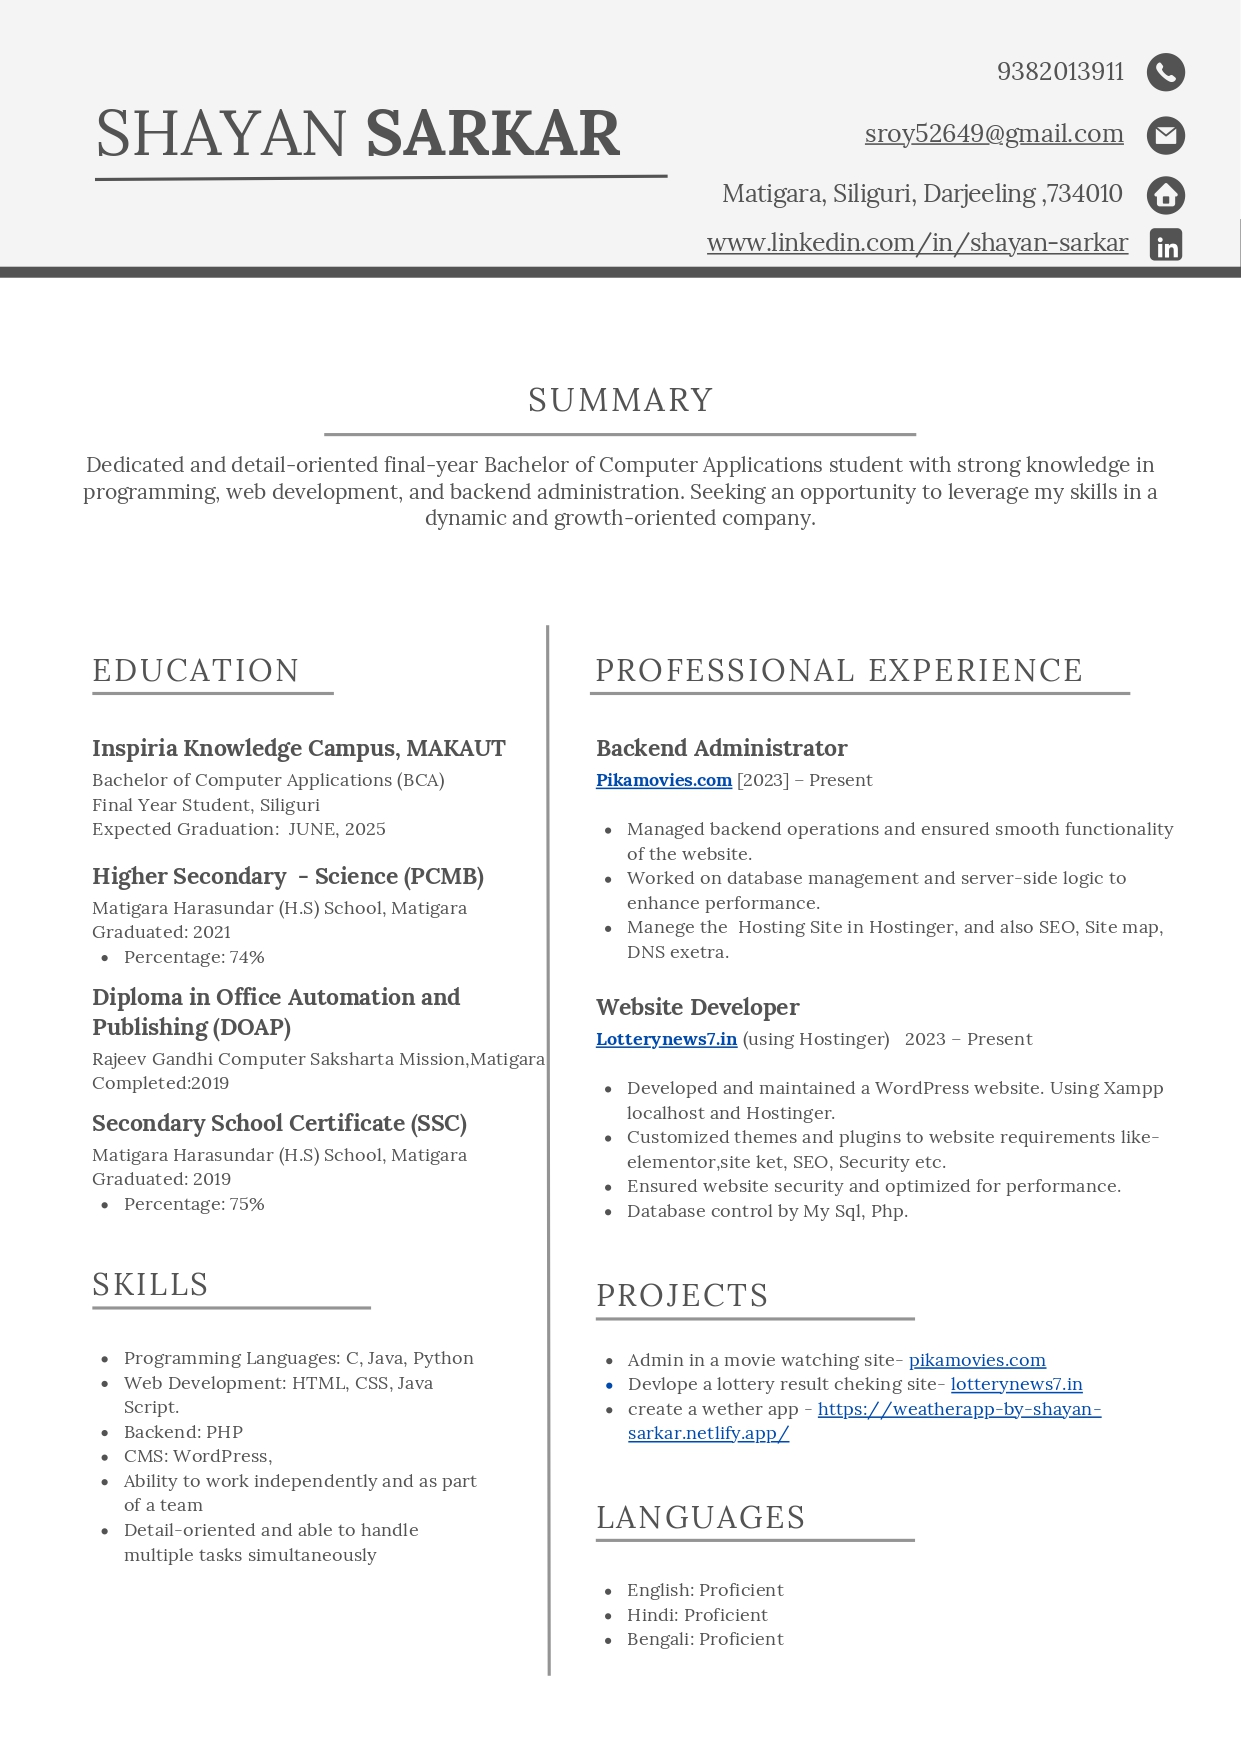 SHAYAN SARKAR
9382013911
sroy52649@gmail.com
Matigara, Siliguri, Darjeeling ,734010
www.linkedin.com/in/shayan-sarkar
SUMMARY
Dedicated and detail-oriented final-year Bachelor of Computer Applications student with strong knowledge in
programming, web development, and backend administration. Seeking an opportunity to leverage my skills in a
dynamic and growth-oriented company.
EDUCATION
Inspiria Knowledge Campus, MAKAUT
Bachelor of Computer Applications (BCA)
Final Year Student, Siliguri
Expected Graduation:  JUNE, 2025
Higher Secondary  - Science (PCMB)
Matigara Harasundar (H.S) School, Matigara
Graduated: 2021
• Percentage: 74%
Diploma in Office Automation and
Publishing (DOAP)
Rajeev Gandhi Computer Saksharta Mission,Matigara
Completed:2019
Secondary School Certificate (SSC)
Matigara Harasundar (H.S) School, Matigara
Graduated: 2019
• Percentage: 75%
SKILLS
• Programming Languages: C, Java, Python
• Web Development: HTML, CSS, Java
Script.
• Backend: PHP
• CMS: WordPress,
• Ability to work independently and as part
of a team
• Detail-oriented and able to handle
multiple tasks simultaneously
PROFESSIONAL EXPERIENCE
Backend Administrator
Pikamovies.com [2023] – Present
• Managed backend operations and ensured smooth functionality
of the website.
• Worked on database management and server-side logic to
enhance performance.
• Manege the  Hosting Site in Hostinger, and also SEO, Site map,
DNS exetra.
Website Developer
Lotterynews7.in (using Hostinger)   2023 – Present
• Developed and maintained a WordPress website. Using Xampp
localhost and Hostinger.
• Customized themes and plugins to website requirements like-
elementor,site ket, SEO, Security etc.
• Ensured website security and optimized for performance.
• Database control by My Sql, Php.
PROJECTS
• Admin in a movie watching site- pikamovies.com
• Devlope a lottery result cheking site- lotterynews7.in
• create a wether app - https://weatherapp-by-shayan-
sarkar.netlify.app/
LANGUAGES
• English: Proficient
• Hindi: Proficient
• Bengali: Proficient